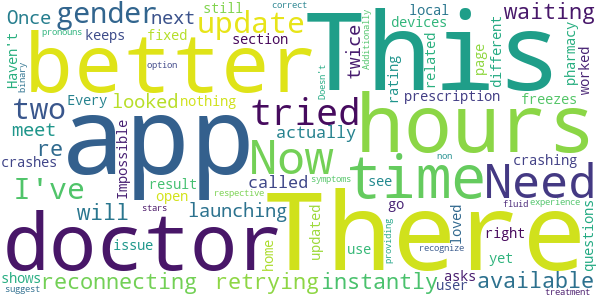 Once gender next update still This waiting
Haven't keeps fixed section twice local devices
better rating related page different pharmacy
two looked nothing Every tried worked
meet re app hours prescription freezes
crashes Impossible Now actually time Need crashing
I've called see go right yet questions
doctor will result launching There loved user asks
issue open home updated use available
shows reconnecting retrying instantly
suggest stars respective symptoms providing recognize fluid experience treatment
binary pronouns option Doesn't Additionally correct non